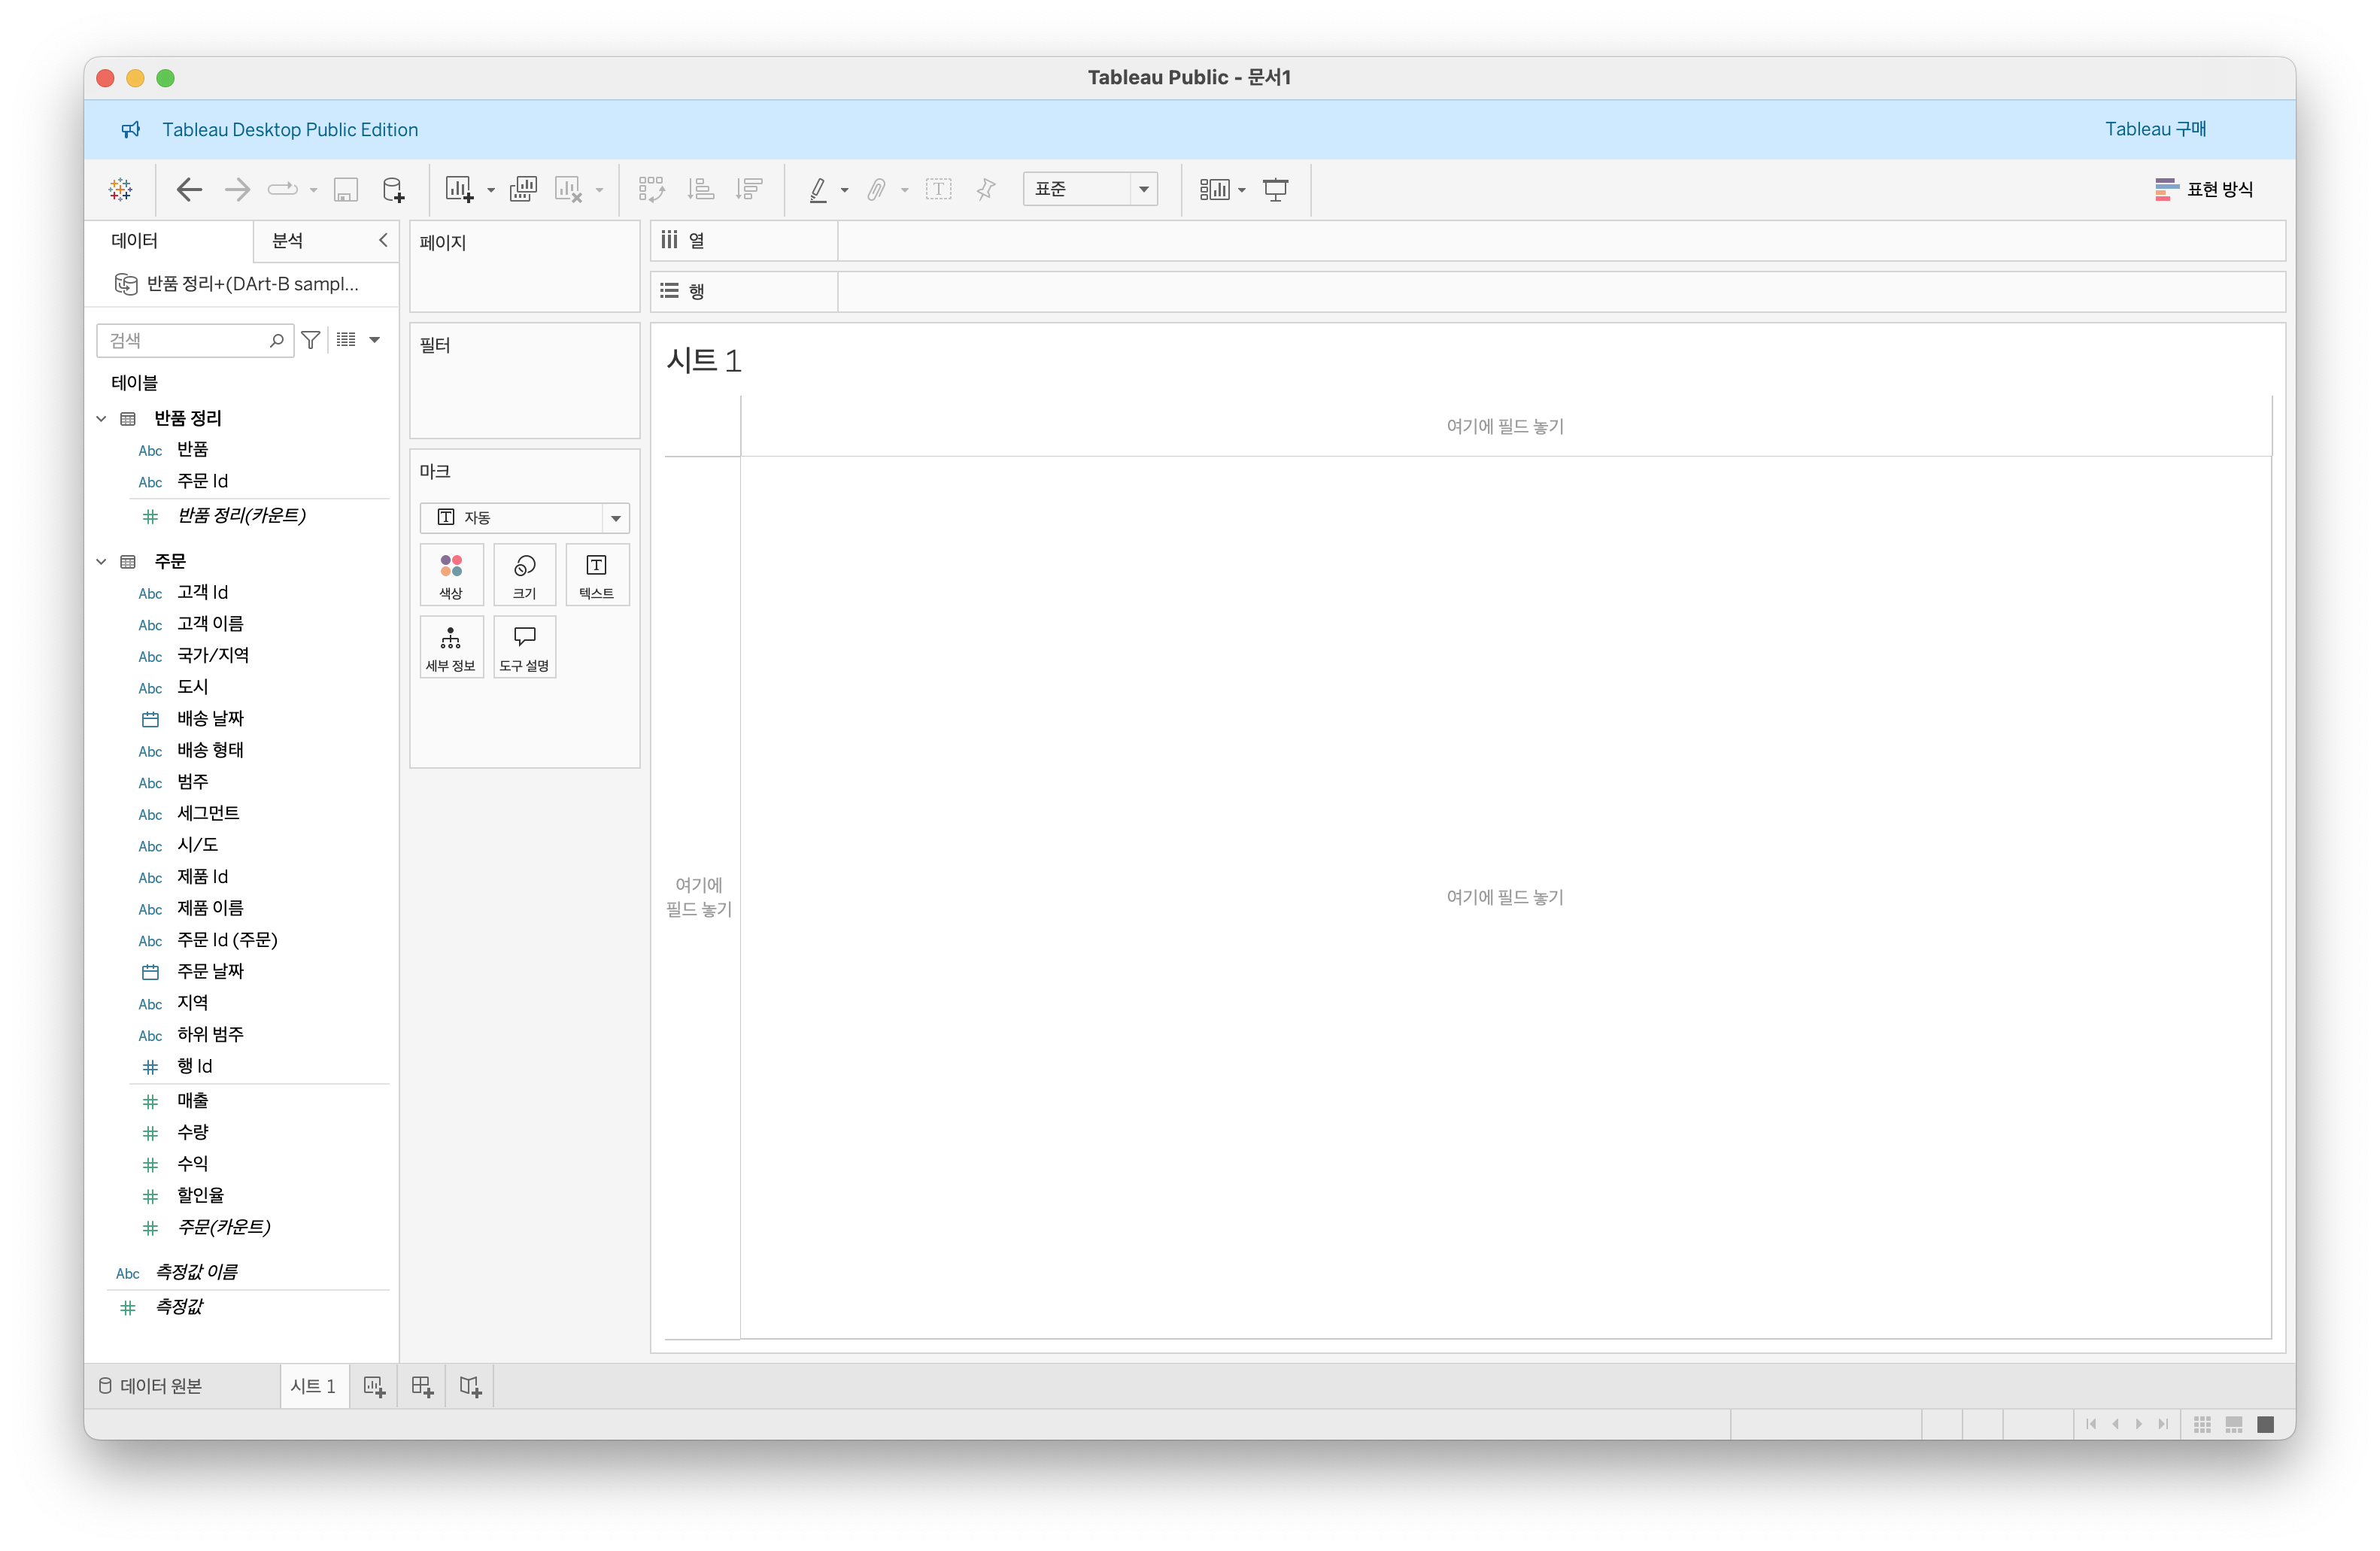 Tableau Public - 문서1
Tableau Desktop Public Edition
Tableau 구매
표준
표현 방식
데이터
분석
반품 정리+(DArt-B sampl...
검색
테이블
반품 정리
Abc 반품
Abc 주문 Id
반품 정리(카운트)
주문
Abc 고객 Id
Abc 고객 이름
Abc 국가/지역
Abc 도시
배송 날짜
Abc 배송 형태
Abc 범주
Abc 세그먼트
Abc 시/도
Abc 제품 Id
Abc 제품 이름
Abc 주문 Id (주문)
주문 날짜
Abc 지역
Abc 하위 범주
행 Id
매출
수량
수익
할인율
주문(카운트)
Abc 측정값 이름
측정값
페이지
필터
마크
자동
색상
크기
텍스트
세부 정보
도구 설명
열
행
시트 1
여기에 필드 놓기
여기에
필드 놓기
여기에 필드 놓기
데이터 원본
시트 1